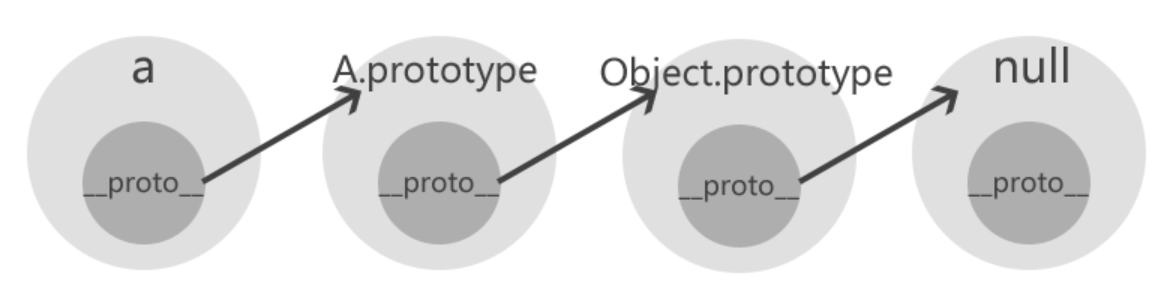 a
A.prototype
Object.prototype
null
__proto__
__proto__
__proto__
__proto__